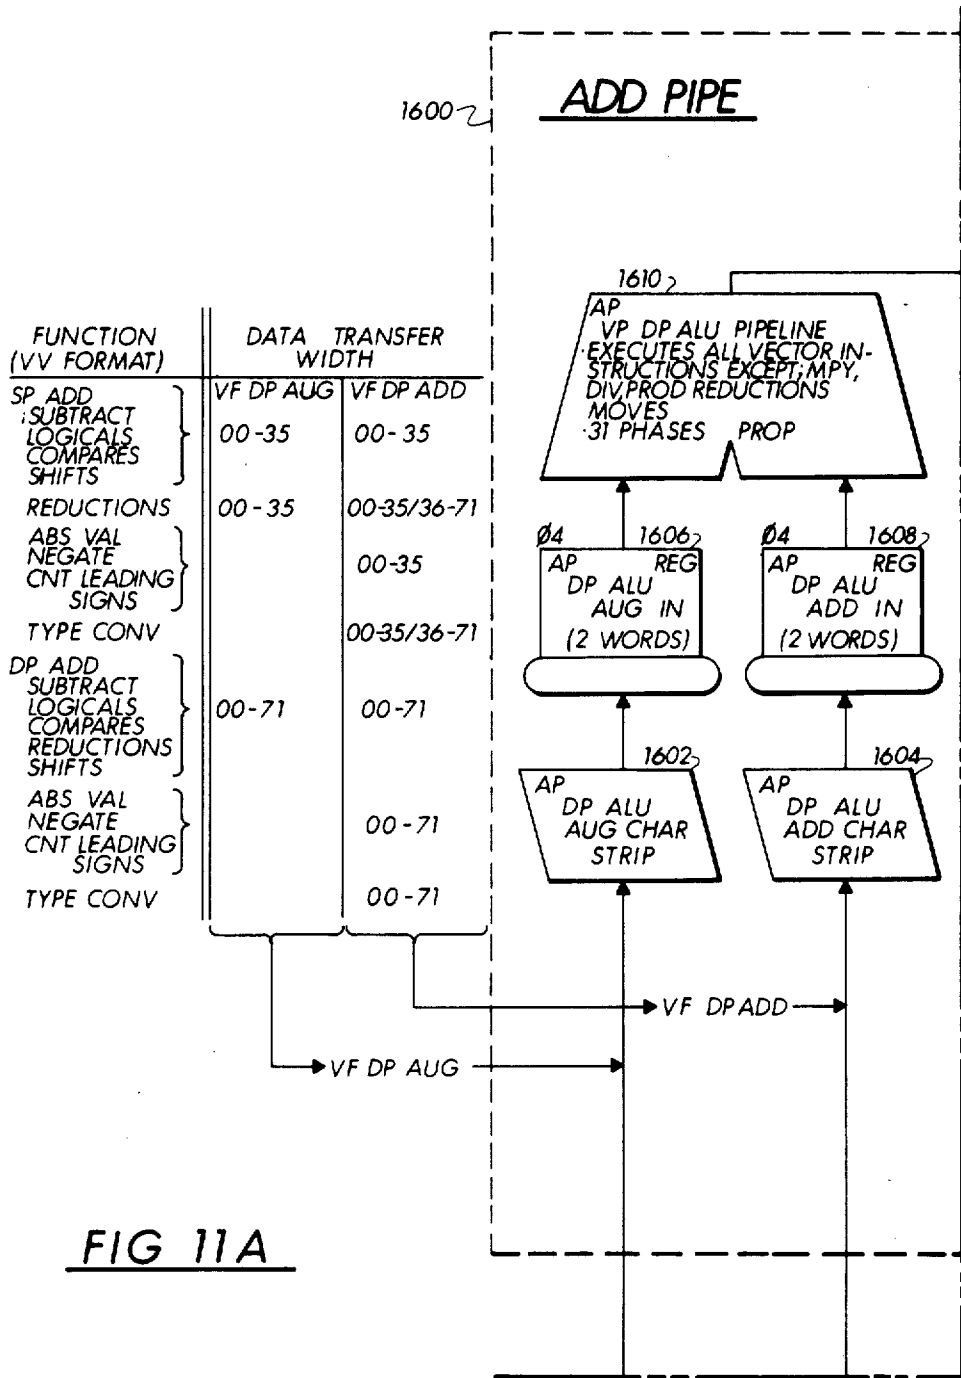 1600
ADD PIPE
FUNCTION
(VV FORMAT)
DATA TRANSFER
WIDTH
VF DP AUG VF DP ADD
SP ADD
SUBTRACT
LOGICALS
COMPARES
SHIFTS
00-35 00-35
REDUCTIONS 00-35 00-35/36-71
ABS VAL
NEGATE
CNT LEADING
SIGNS
00-35
TYPE CONV 00-35/36-71
DP ADD
SUBTRACT
LOGICALS
COMPARES
REDUCTIONS
SHIFTS
00-71 00-71
ABS VAL
NEGATE
CNT LEADING
SIGNS
00-71
TYPE CONV 00-71
1610
AP
VP DP ALU PIPELINE
·EXECUTES ALL VECTOR IN-
STRUCTIONS EXCEPT; MPY,
DIV, PROD REDUCTIONS
MOVES
·31 PHASES PROP
Ø4 1606
AP REG
DP ALU
AUG IN
(2 WORDS)
Ø4 1608
AP REG
DP ALU
ADD IN
(2 WORDS)
1602
AP
DP ALU
AUG CHAR
STRIP
1604
AP
DP ALU
ADD CHAR
STRIP
VF DP ADD
VF DP AUG
FIG 11A